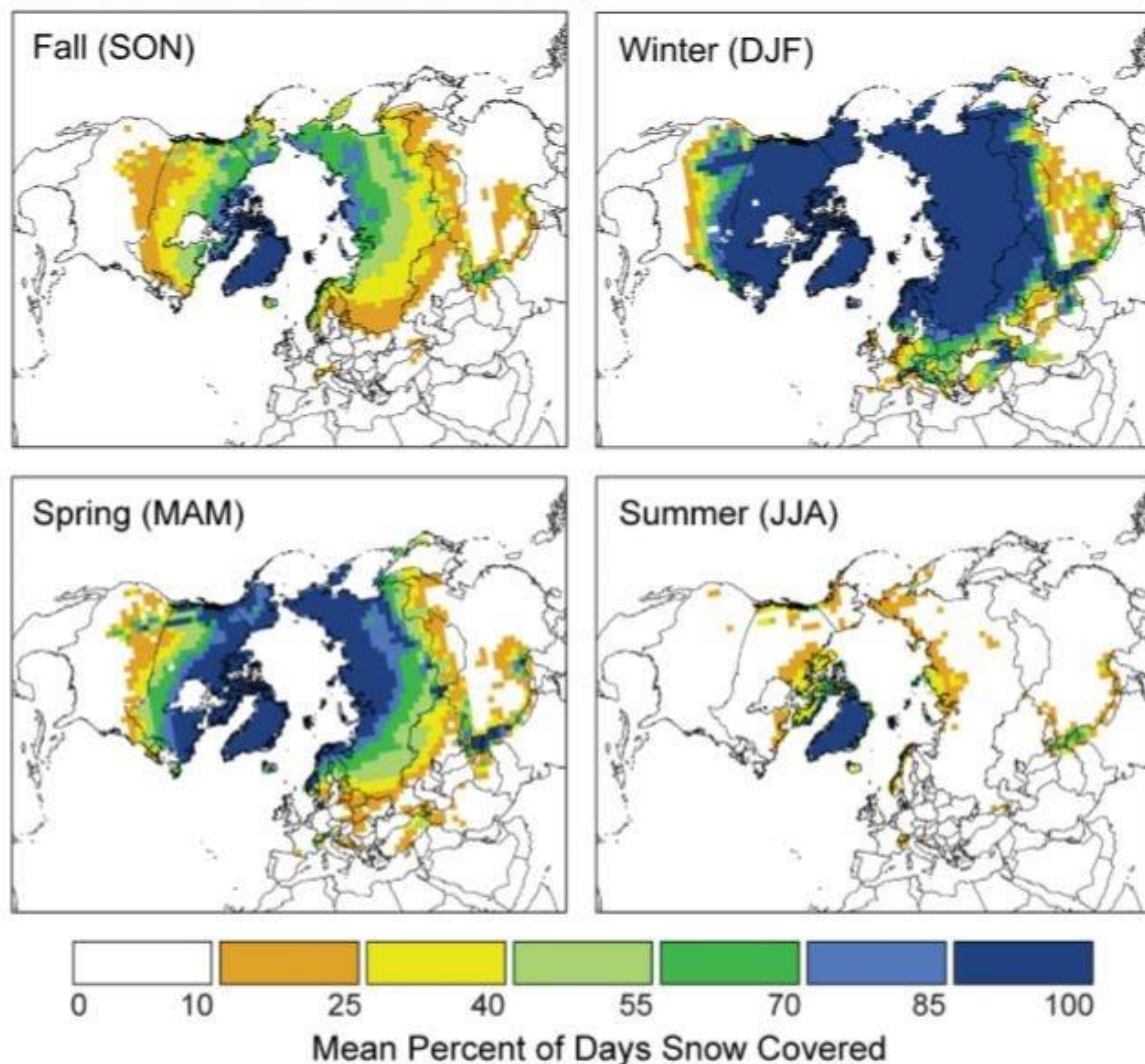 Fall (SON)
Winter (DJF)
Spring (MAM)
Summer (JJA)
0 10 25 40 55 70 85 100
Mean Percent of Days Snow Covered